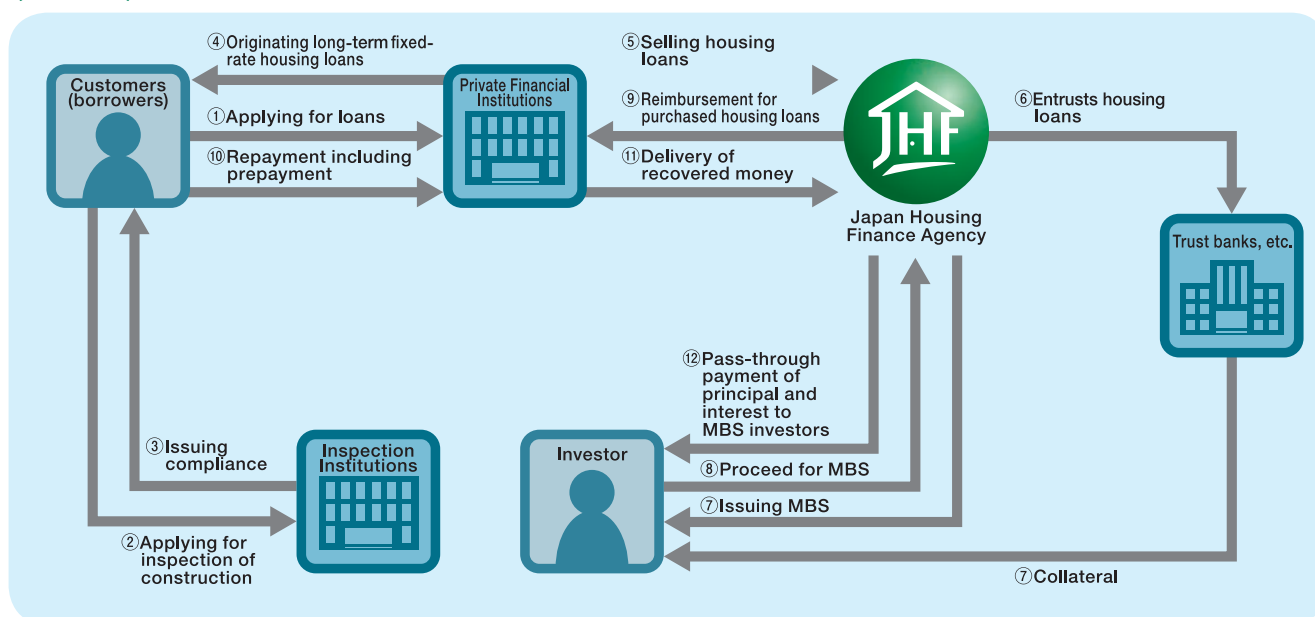 ④Originating long-term fixed-
rate housing loans
⑤Selling housing
loans
Customers
(borrowers)
Private Financial
Institutions
①Applying for loans
⑨Reimbursement for
purchased housing loans
⑥Entrusts housing
loans
JHF
⑩Repayment including
prepayment
⑪Delivery of
recovered money
Japan Housing
Finance Agency
Trust banks, etc.
⑫Pass-through
payment of
principal and
interest to
MBS investors
③Issuing
compliance
Inspection
Institutions
Investor
⑧Proceed for MBS
⑦Issuing MBS
②Applying for
inspection of
construction
⑦Collateral